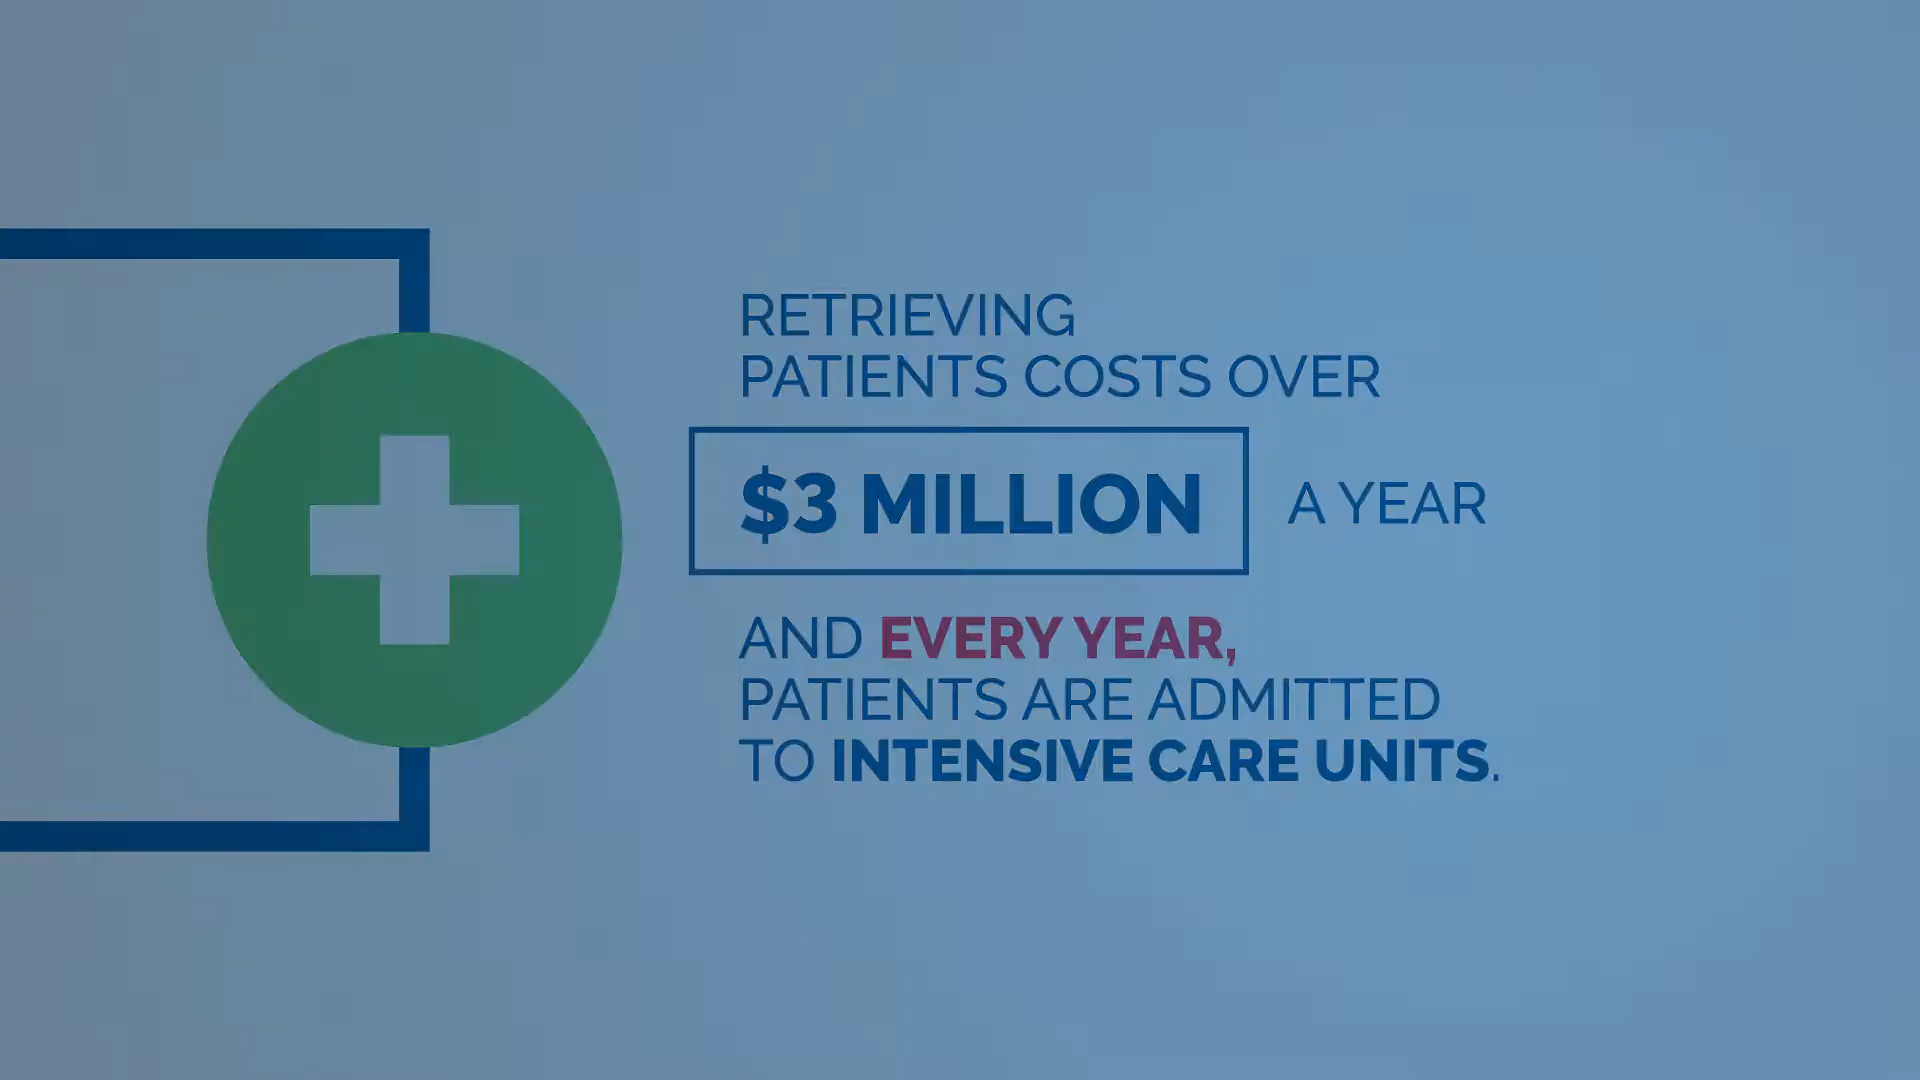 RETRIEVING
PATIENTS COSTS OVER
$3 MILLION A YEAR
AND EVERY YEAR,
PATIENTS ARE ADMITTED
TO INTENSIVE CARE UNITS.